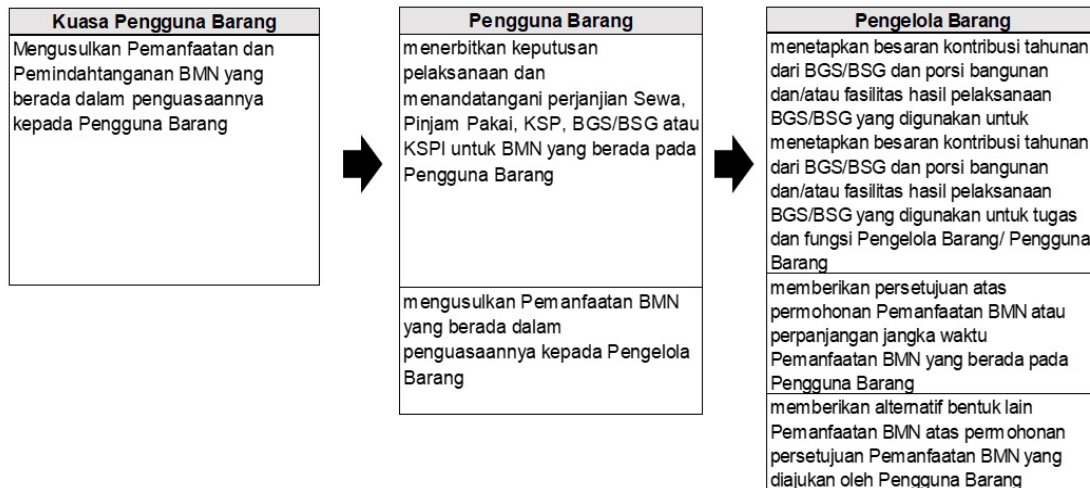 Kuasa Pengguna Barang
Mengusulkan Pemanfaatan dan
Pemindahtanganan BMN yang
berada dalam penguasaannya
kepada Pengguna Barang
Pengguna Barang
menerbitkan keputusan
pelaksanaan dan
menandatangani perjanjian Sewa,
Pinjam Pakai, KSP, BGS/BSG atau
KSPI untuk BMN yang berada pada
Pengguna Barang
mengusulkan Pemanfaatan BMN
yang berada dalam
penguasaannya kepada Pengelola
Barang
Pengelola Barang
menetapkan besaran kontribusi tahunan
dari BGS/BSG dan porsi bangunan
dan/atau fasilitas hasil pelaksanaan
BGS/BSG yang digunakan untuk
menetapkan besaran kontribusi tahunan
dari BGS/BSG dan porsi bangunan
dan/atau fasilitas hasil pelaksanaan
BGS/BSG yang digunakan untuk tugas
dan fungsi Pengelola Barang/ Pengguna
Barang
memberikan persetujuan atas
permohonan Pemanfaatan BMN atau
perpanjangan jangka waktu
Pemanfaatan BMN yang berada pada
Pengguna Barang
memberikan alternatif bentuk lain
Pemanfaatan BMN atas permohonan
persetujuan Pemanfaatan BMN yang
diajukan oleh Pengguna Barang